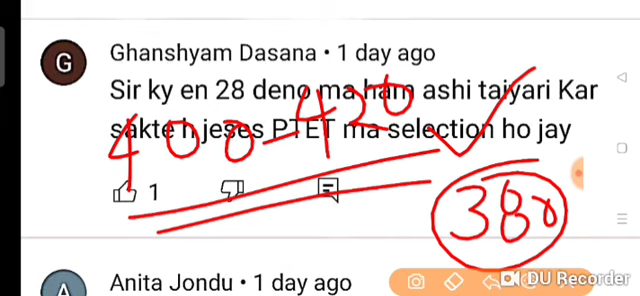 G
Ghanshyam Dasana • 1 day ago
Sir ky en 28 deno ma ham ashi taiyari Kar
sakte h jeses PTET ma selection ho jay
400-420
1
380
A
Anita Jondu • 1 day ago
DU Recorder